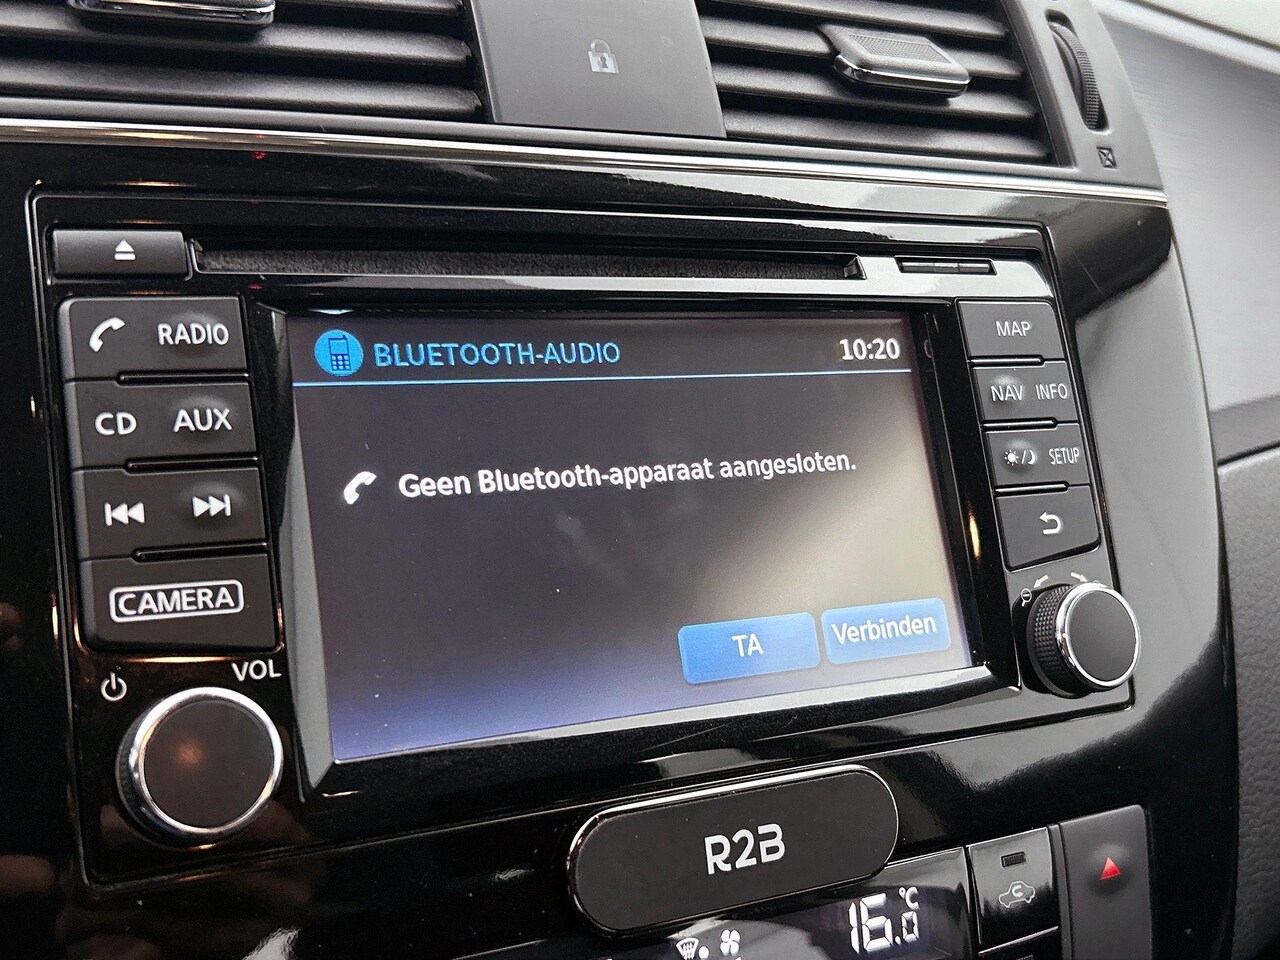 RADIO
CD AUX
CAMERA
VOL
BLUETOOTH-AUDIO 10:20
Geen Bluetooth-apparaat aangesloten.
TA Verbinden
MAP
NAV INFO
SETUP
R2B
16.0 °C